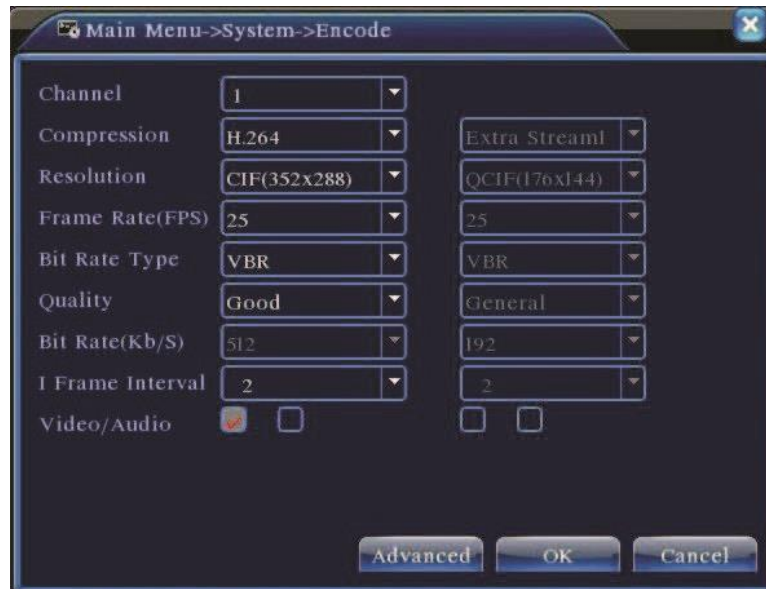 Main Menu->System->Encode
Channel 1
Compression H.264 Extra Stream1
Resolution CIF(352x288) QCIF(176x144)
Frame Rate(FPS) 25 25
Bit Rate Type VBR VBR
Quality Good General
Bit Rate(Kb/S) 512 192
I Frame Interval 2 2
Video/Audio
Advanced OK Cancel